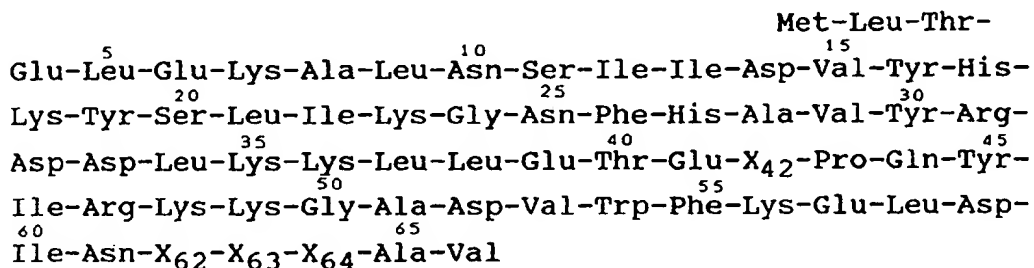 Met-Leu-Thr-
5 10 15
Glu-Leu-Glu-Lys-Ala-Leu-Asn-Ser-Ile-Ile-Asp-Val-Tyr-His-
20 25 30
Lys-Tyr-Ser-Leu-Ile-Lys-Gly-Asn-Phe-His-Ala-Val-Tyr-Arg-
35 40 45
Asp-Asp-Leu-Lys-Lys-Leu-Leu-Glu-Thr-Glu-X42-Pro-Gln-Tyr-
50 55
Ile-Arg-Lys-Lys-Gly-Ala-Asp-Val-Trp-Phe-Lys-Glu-Leu-Asp-
60 65
Ile-Asn-X62-X63-X64-Ala-Val